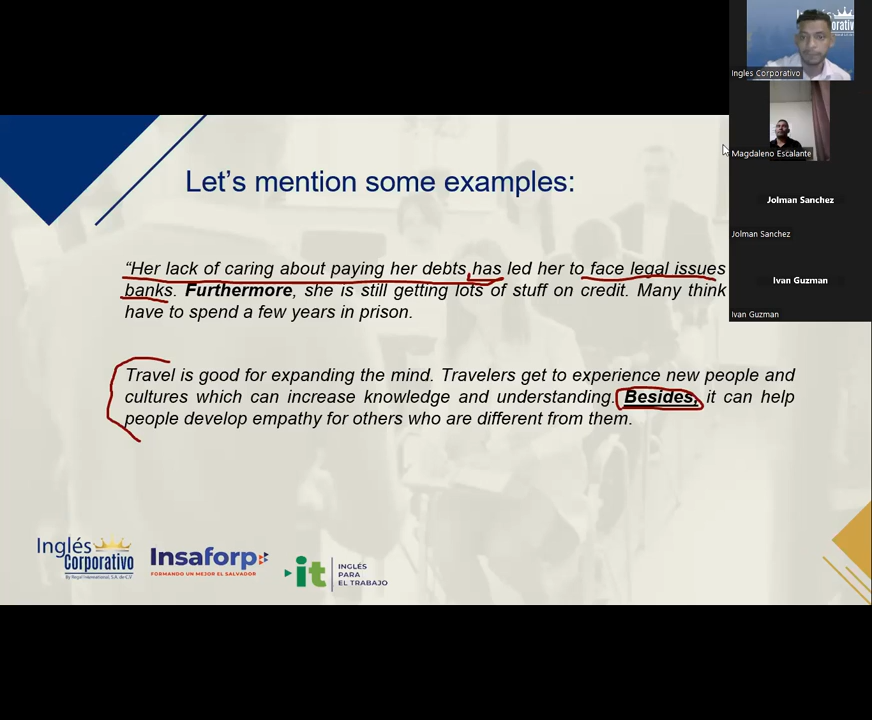 Let's mention some examples:
"Her lack of caring about paying her debts has led her to face legal issues
banks. Furthermore, she is still getting lots of stuff on credit. Many think
have to spend a few years in prison.
Travel is good for expanding the mind. Travelers get to experience new people and
cultures which can increase knowledge and understanding. Besides, it can help
people develop empathy for others who are different from them.
Inglés
Corporativo
By Regal International, S.A. de C.V
Insaforp
FORMANDO UN MEJOR EL SALVADOR
it
INGLÉS
PARA
EL TRABAJO
Ingles Corporativo
Magdaleno Escalante
Jolman Sanchez
Jolman Sanchez
Ivan Guzman
Ivan Guzman